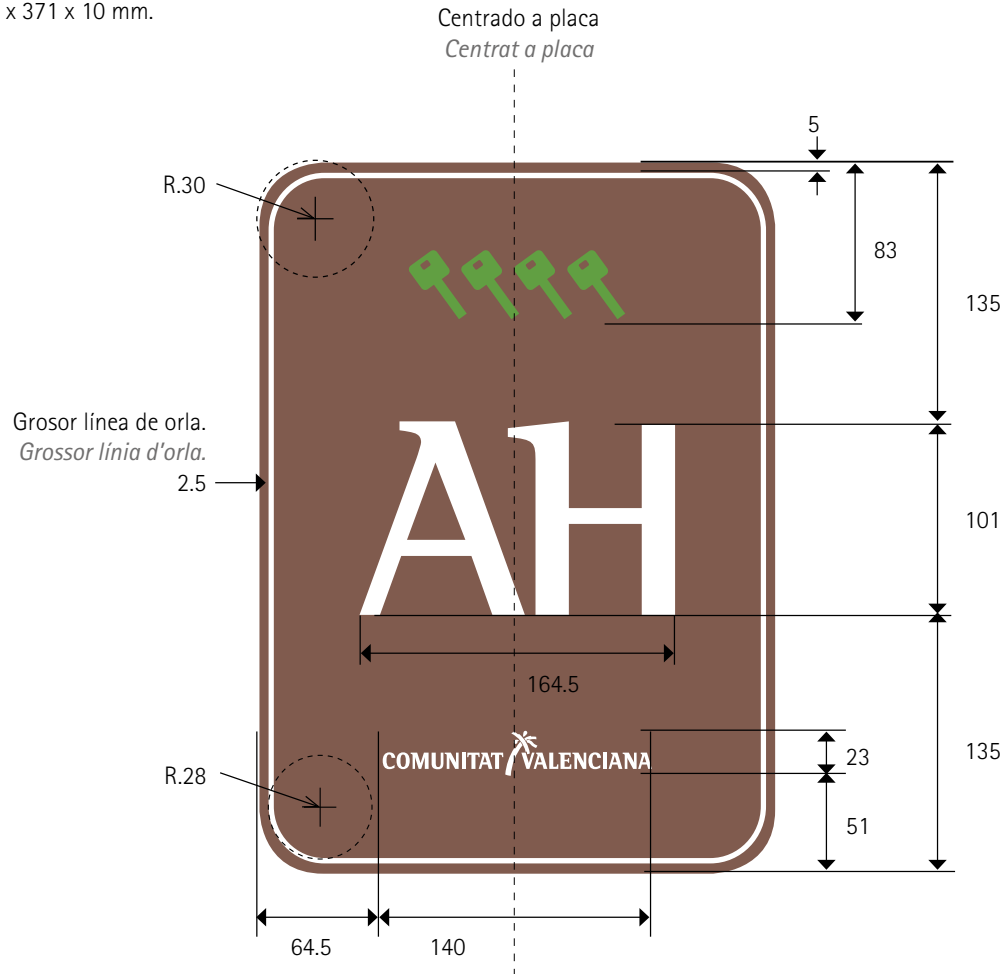 x 371 x 10 mm.
Centrado a placa
Centrat a placa
5
R.30
83
135
Grosor línea de orla.
Grossor línia d'orla.
2.5
AH
101
164.5
COMUNITAT VALENCIANA
23
135
R.28
51
64.5
140